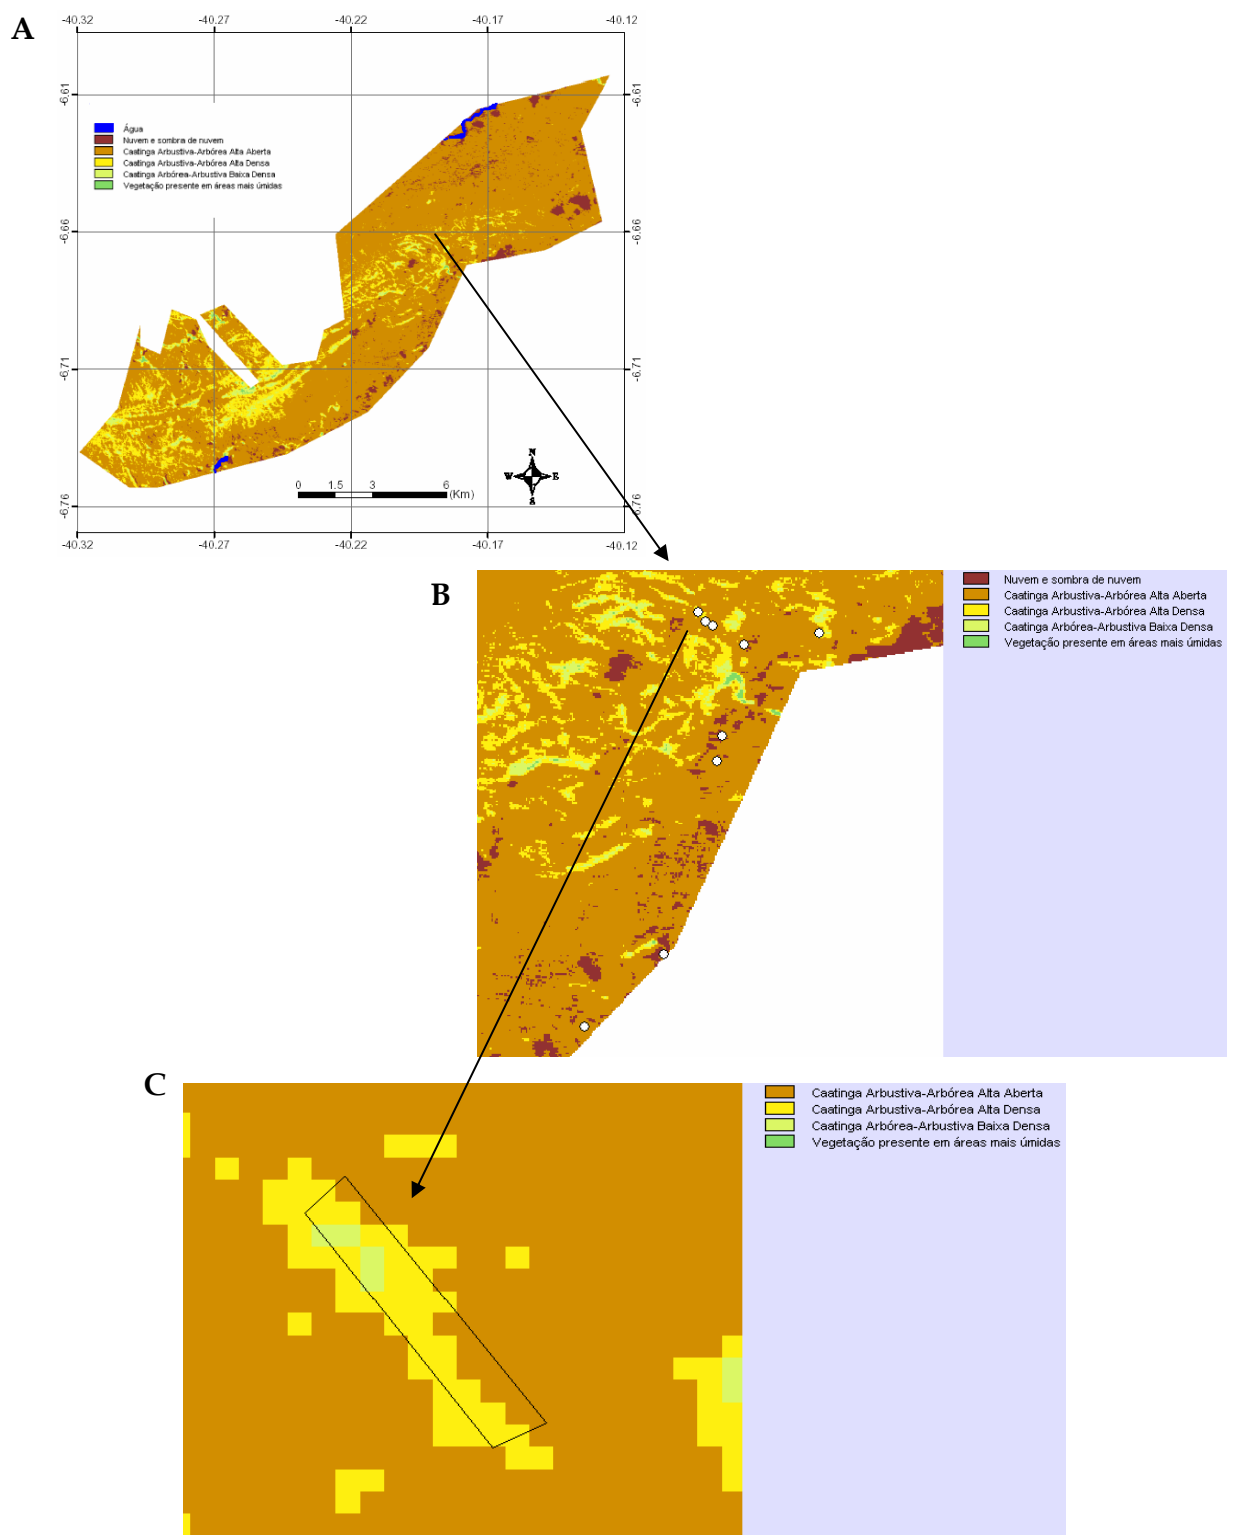 A
-40.32 -40.27 -40.22 -40.17 -40.12
-6.61
-6.66
-6.71
-6.76
-6.61
-6.66
-6.71
-6.76
Água
Nuvem e sombra de nuvem
Caatinga Arbustiva-Arbórea Alta Aberta
Caatinga Arbustiva-Arbórea Alta Densa
Caatinga Arbórea-Arbustiva Baixa Densa
Vegetação presente em áreas mais úmidas
N
W E
S
0 1.5 3 6
(Km)
-40.32 -40.27 -40.22 -40.17 -40.12
B
Nuvem e sombra de nuvem
Caatinga Arbustiva-Arbórea Alta Aberta
Caatinga Arbustiva-Arbórea Alta Densa
Caatinga Arbórea-Arbustiva Baixa Densa
Vegetação presente em áreas mais úmidas
C
Caatinga Arbustiva-Arbórea Alta Aberta
Caatinga Arbustiva-Arbórea Alta Densa
Caatinga Arbórea-Arbustiva Baixa Densa
Vegetação presente em áreas mais úmidas